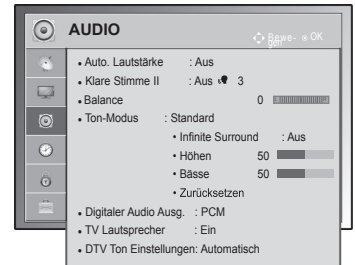 AUDIO
Bewe-gen OK
• Auto. Lautstärke : Aus
• Klare Stimme II : Aus 3
• Balance 0
• Ton-Modus : Standard
• Infinite Surround : Aus
• Höhen 50
• Bässe 50
• Zurücksetzen
• Digitaler Audio Ausg. : PCM
• TV Lautsprecher : Ein
• DTV Ton Einstellungen: Automatisch